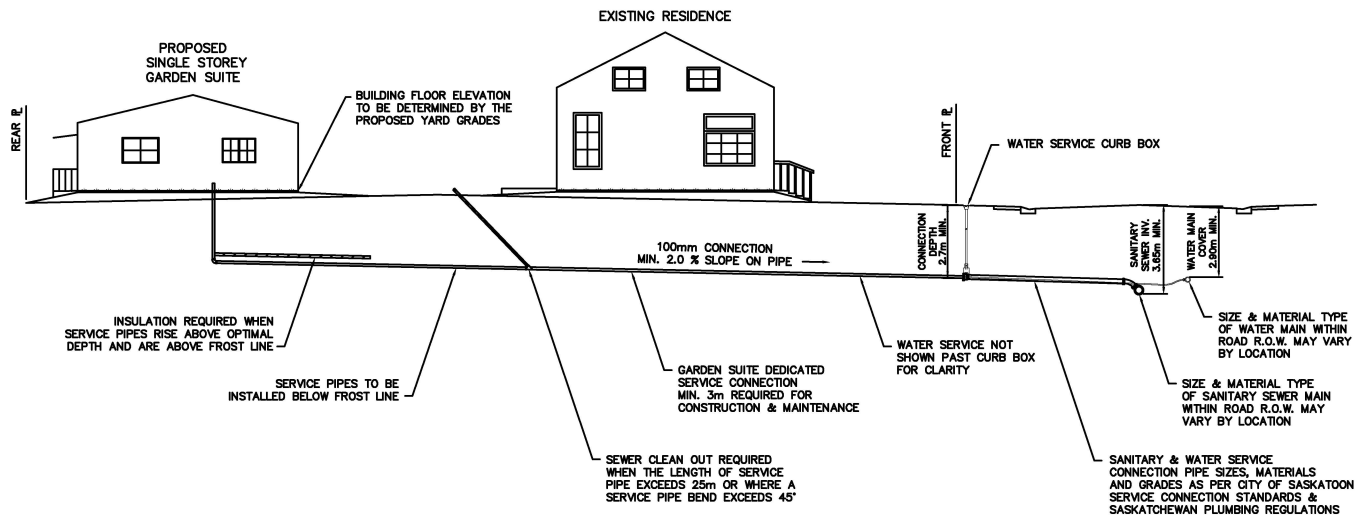 EXISTING RESIDENCE
PROPOSED
SINGLE STOREY
GARDEN SUITE
BUILDING FLOOR ELEVATION
TO BE DETERMINED BY THE
PROPOSED YARD GRADES
REAR PL
FRONT PL
WATER SERVICE CURB BOX
CONNECTION
DEPTH
2.7m MIN.
SANITARY
SEWER INV.
3.65m MIN.
WATER MAIN
COVER
2.90m MIN.
100mm CONNECTION
MIN. 2.0 % SLOPE ON PIPE
INSULATION REQUIRED WHEN
SERVICE PIPES RISE ABOVE OPTIMAL
DEPTH AND ARE ABOVE FROST LINE
SERVICE PIPES TO BE
INSTALLED BELOW FROST LINE
GARDEN SUITE DEDICATED
SERVICE CONNECTION
MIN. 3m REQUIRED FOR
CONSTRUCTION & MAINTENANCE
WATER SERVICE NOT
SHOWN PAST CURB BOX
FOR CLARITY
SIZE & MATERIAL TYPE
OF WATER MAIN WITHIN
ROAD R.O.W. MAY VARY
BY LOCATION
SIZE & MATERIAL TYPE
OF SANITARY SEWER MAIN
WITHIN ROAD R.O.W. MAY
VARY BY LOCATION
SEWER CLEAN OUT REQUIRED
WHEN THE LENGTH OF SERVICE
PIPE EXCEEDS 25m OR WHERE A
SERVICE PIPE BEND EXCEEDS 45°
SANITARY & WATER SERVICE
CONNECTION PIPE SIZES, MATERIALS
AND GRADES AS PER CITY OF SASKATOON
SERVICE CONNECTION STANDARDS &
SASKATCHEWAN PLUMBING REGULATIONS